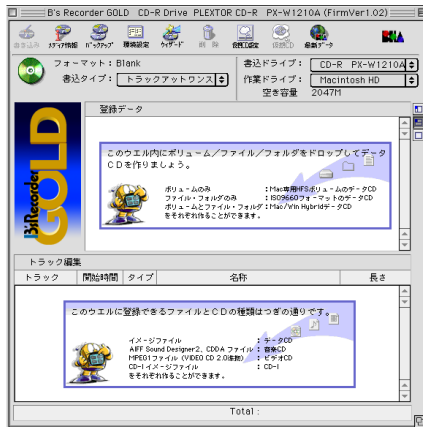 B's Recorder GOLD CD-R Drive PLEXTOR CD-R PX-W1210A (FirmVer1.02)
書き込み メディア情報 バックアップ 環境設定 ウィザード 削 除 仮想CD 最新データ B.H.A
フォーマット：Blank
書込タイプ： トラックアットワンス
書込ドライブ： CD-R PX-W1210A
作業ドライブ： Macintosh HD
空き容量 2047M
登録データ
このウエル内にボリューム／ファイル／フォルダをドロップしてデータ
ＣＤを作りましょう。
ボリュームのみ ：Mac専用HFSボリュームのデータCD
ファイル・フォルダのみ ：ISO9660フォーマットのデータCD
ボリュームとファイル・フォルダ：Mac/Win HybridデータCD
をそれぞれ作ることができます。
B's Recorder GOLD
トラック編集
トラック 開始時間 タイプ 名称 長さ
このウエルに登録できるファイルとＣＤの種類はつぎの通りです。
イメージファイル ：データCD
AIFF Sound Designer2, CDDA ファイル：音楽CD
MPEG1ファイル (VIDEO CD 2.0準拠) ：ビデオCD
CD-I イメージファイル ：CD-I
をそれぞれ作ることができます。
Total :